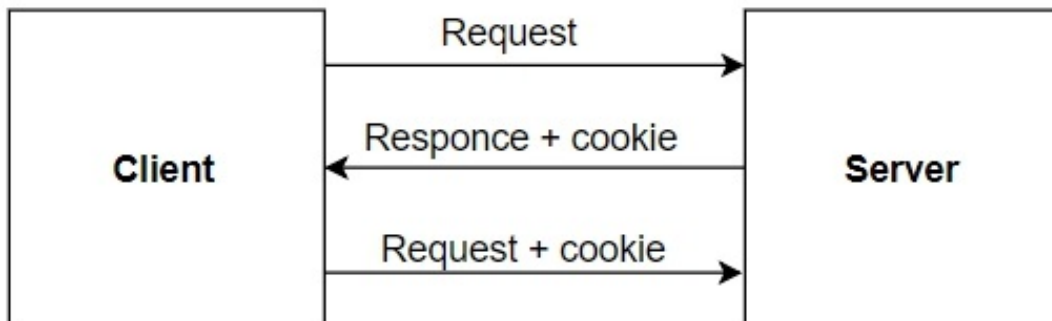 Request
Responce + cookie
Client
Server
Request + cookie